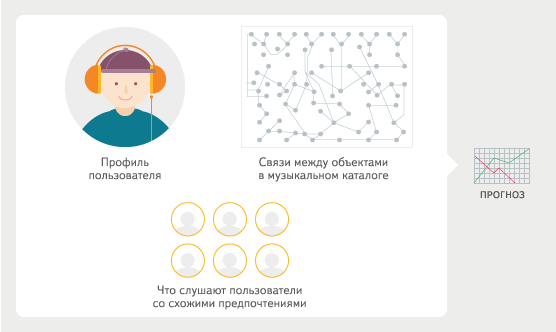 Профиль
пользователя
Связи между объектами
в музыкальном каталоге
Что слушают пользователи
со схожими предпочтениями
ПРОГНОЗ